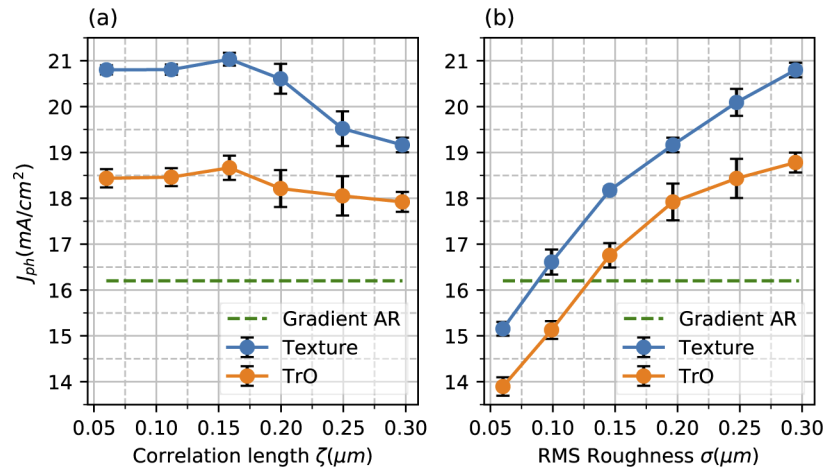 (a)
(b)
21
20
19
18
17
16
15
14
J_ph(mA/cm²)
Gradient AR
Texture
TrO
0.05 0.10 0.15 0.20 0.25 0.30
Correlation length ζ(μm)
21
20
19
18
17
16
15
14
Gradient AR
Texture
TrO
0.05 0.10 0.15 0.20 0.25 0.30
RMS Roughness σ(μm)